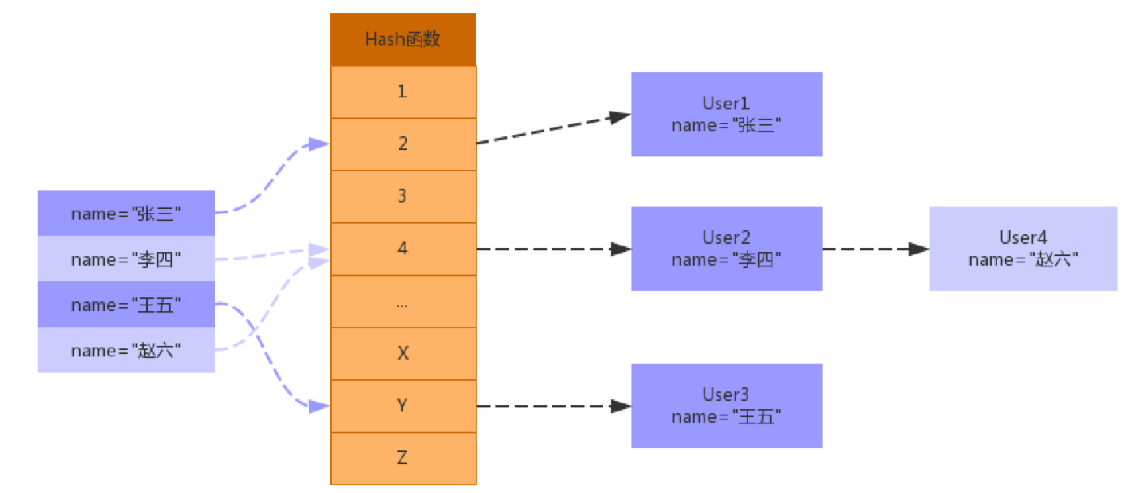 Hash函数
1
2
3
4
...
X
Y
Z
name="张三"
name="李四"
name="王五"
name="赵六"
User1
name="张三"
User2
name="李四"
User4
name="赵六"
User3
name="王五"